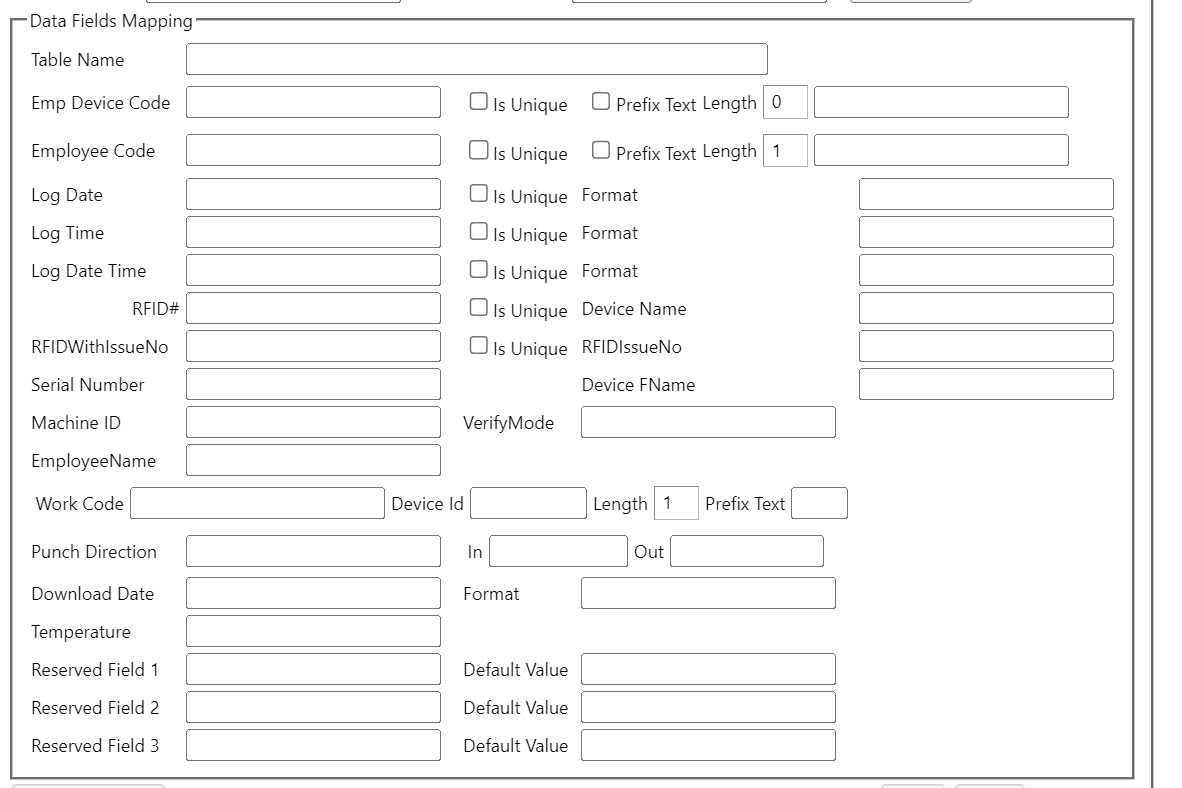 Data Fields Mapping
Table Name
Emp Device Code Is Unique Prefix Text Length 0
Employee Code Is Unique Prefix Text Length 1
Log Date Is Unique Format
Log Time Is Unique Format
Log Date Time Is Unique Format
RFID# Is Unique Device Name
RFIDWithIssueNo Is Unique RFIDIssueNo
Serial Number Device FName
Machine ID VerifyMode
EmployeeName
Work Code Device Id Length 1 Prefix Text
Punch Direction In Out
Download Date Format
Temperature
Reserved Field 1 Default Value
Reserved Field 2 Default Value
Reserved Field 3 Default Value